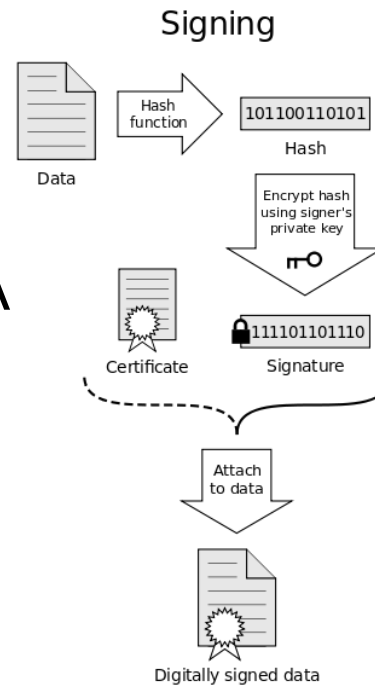 Signing
Hash
function
101100110101
Hash
Data
Encrypt hash
using signer's
private key
A
111101101110
Certificate
Signature
Attach
to data
Digitally signed data